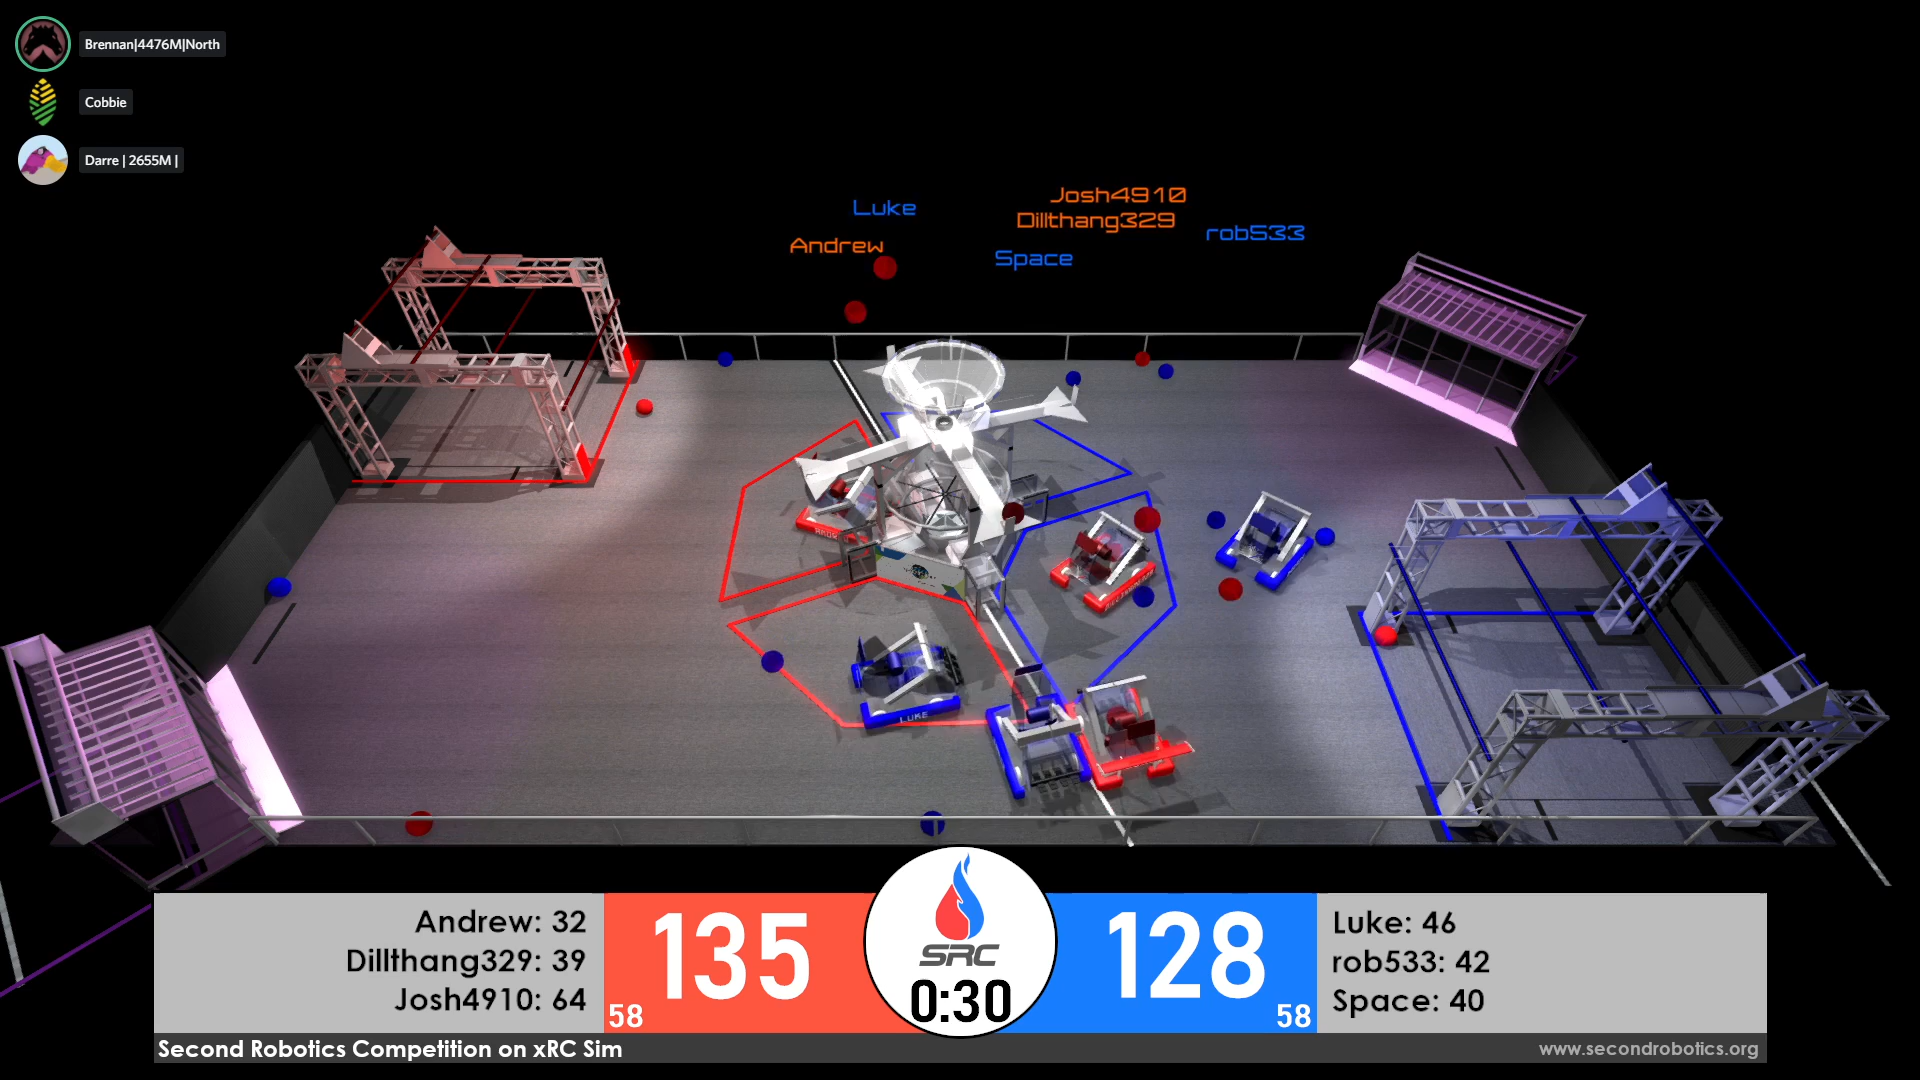 Brennan|4476M|North
Cobbie
Darre | 2655M |
Josh4910
Luke
Dillthang329
rob533
Andrew
Space
LUKE
Andrew: 32
Dillthang329: 39
Josh4910: 64
135
58
SRC
0:30
128
58
Luke: 46
rob533: 42
Space: 40
Second Robotics Competition on xRC Sim
www.secondrobotics.org